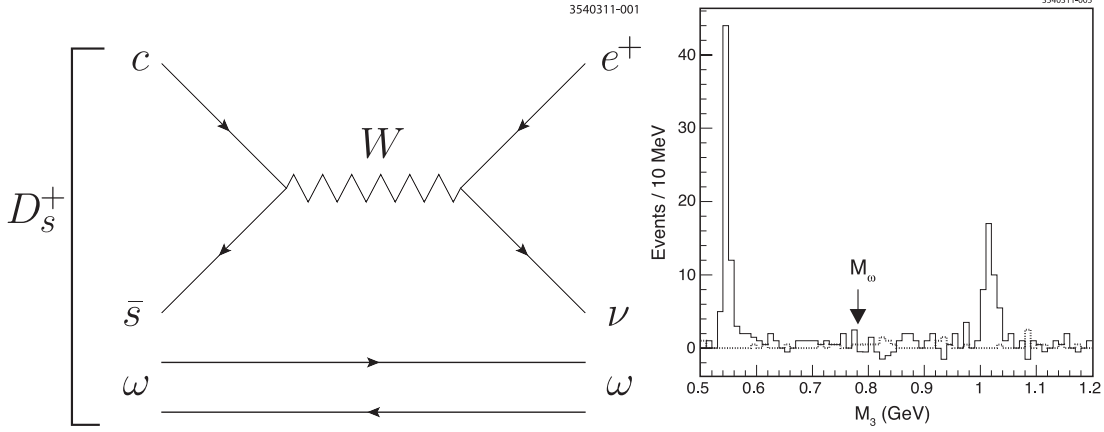 3540311-001
c
e⁺
W
D_s⁺
s̄
ν
ω
ω
40
30
20
10
0
Events / 10 MeV
M_ω
0.5 0.6 0.7 0.8 0.9 1 1.1 1.2
M₃ (GeV)